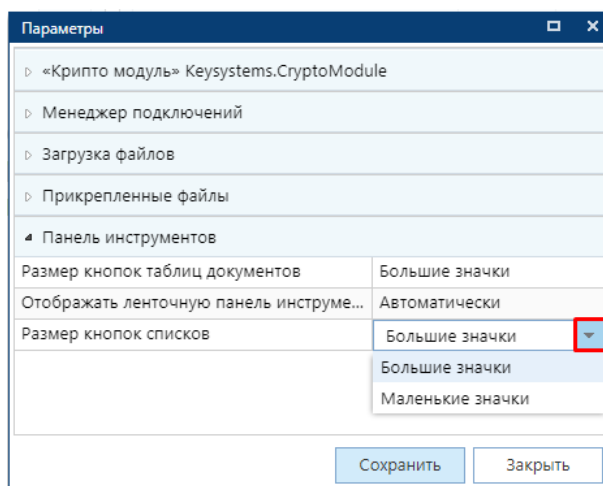 Параметры
«Крипто модуль» Keysystems.CryptoModule
Менеджер подключений
Загрузка файлов
Прикрепленные файлы
Панель инструментов
Размер кнопок таблиц документов Большие значки
Отображать ленточную панель инструме... Автоматически
Размер кнопок списков Большие значки
Большие значки
Маленькие значки
Сохранить Закрыть